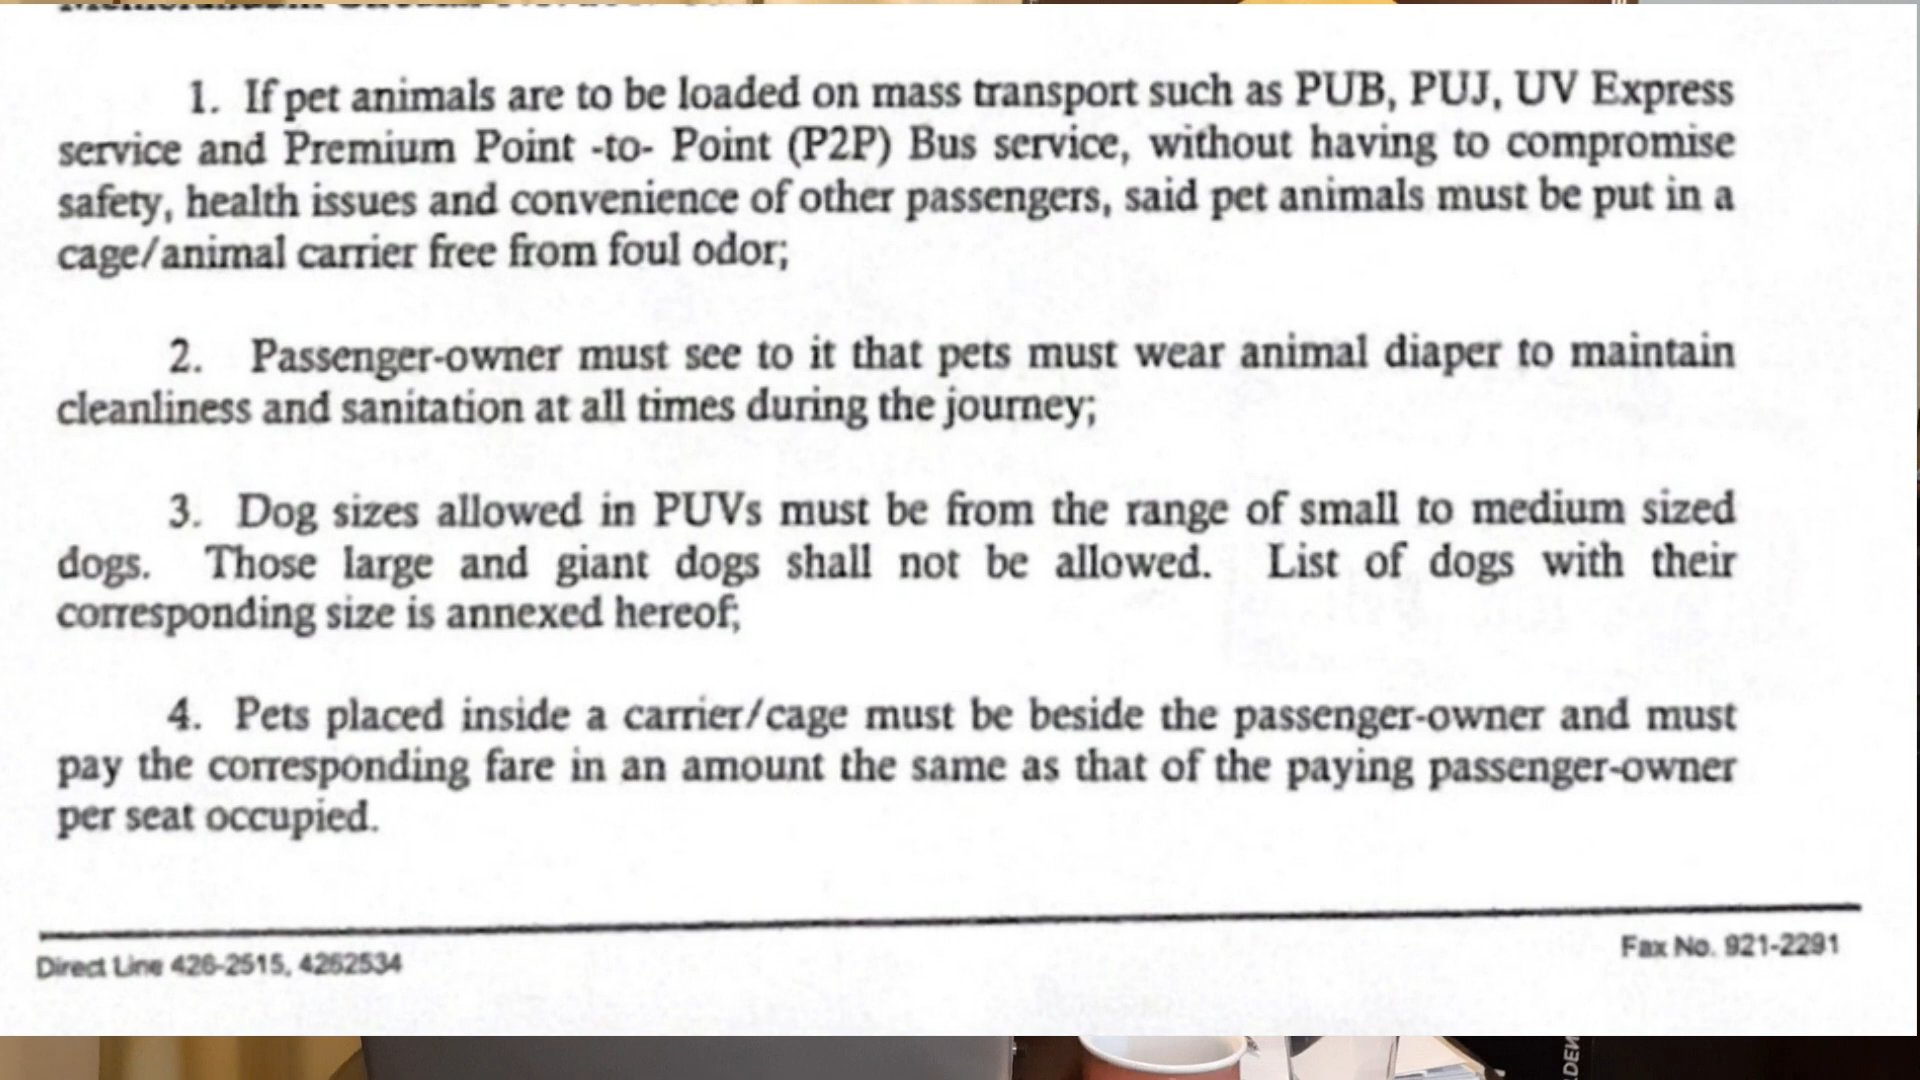 1. If pet animals are to be loaded on mass transport such as PUB, PUJ, UV Express
service and Premium Point -to- Point (P2P) Bus service, without having to compromise
safety, health issues and convenience of other passengers, said pet animals must be put in a
cage/animal carrier free from foul odor;
2. Passenger-owner must see to it that pets must wear animal diaper to maintain
cleanliness and sanitation at all times during the journey;
3. Dog sizes allowed in PUVs must be from the range of small to medium sized
dogs. Those large and giant dogs shall not be allowed. List of dogs with their
corresponding size is annexed hereof;
4. Pets placed inside a carrier/cage must be beside the passenger-owner and must
pay the corresponding fare in an amount the same as that of the paying passenger-owner
per seat occupied.
Direct Line 426-2515, 4262534
Fax No. 921-2291